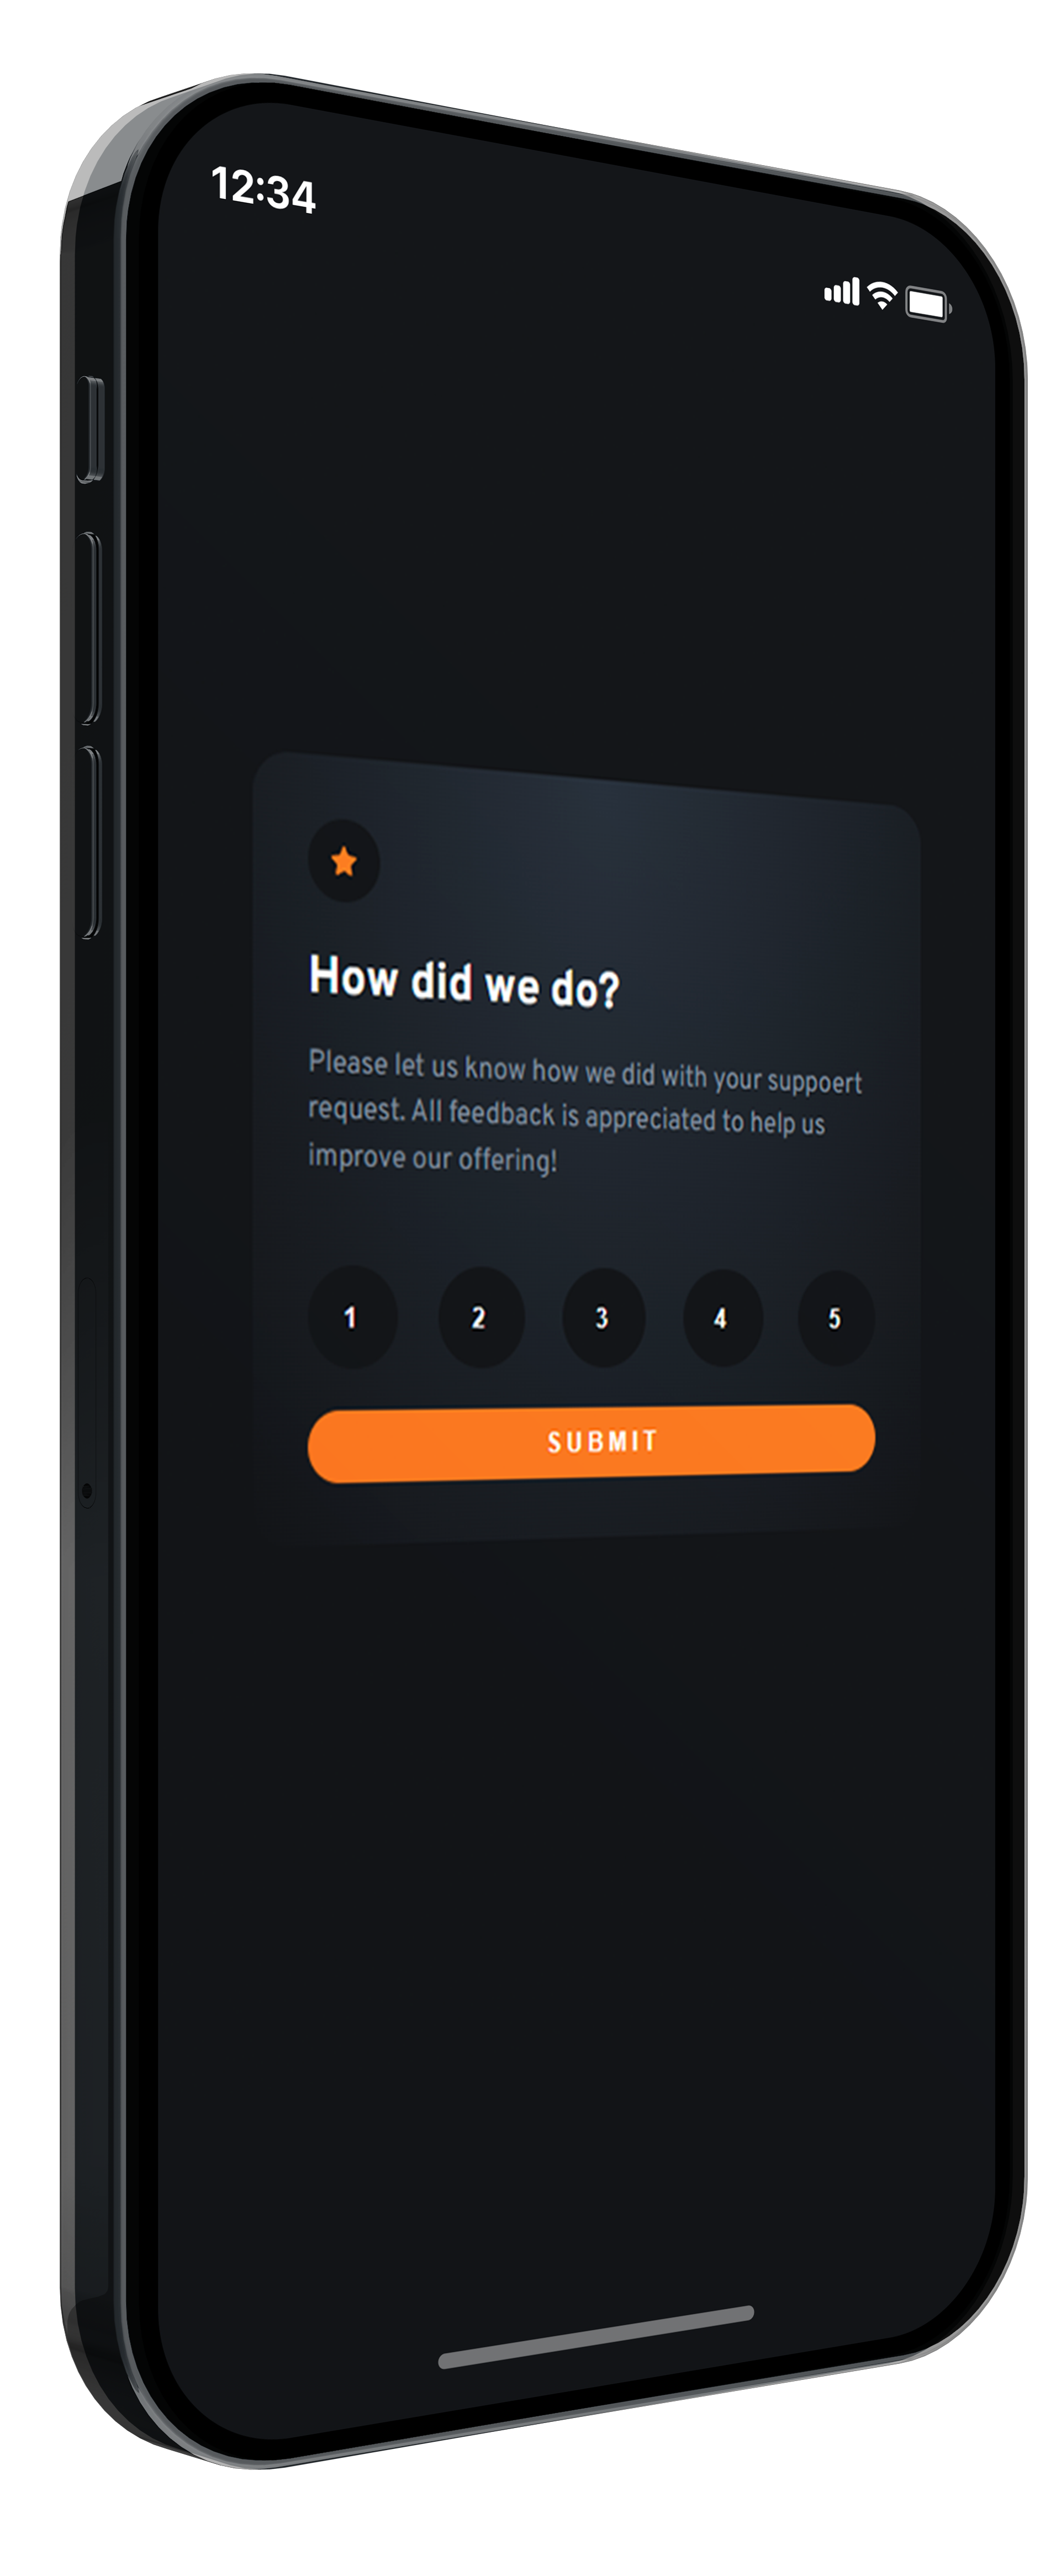 12:34
How did we do?
Please let us know how we did with your suppoert
request. All feedback is appreciated to help us
improve our offering!
1 2 3 4 5
SUBMIT